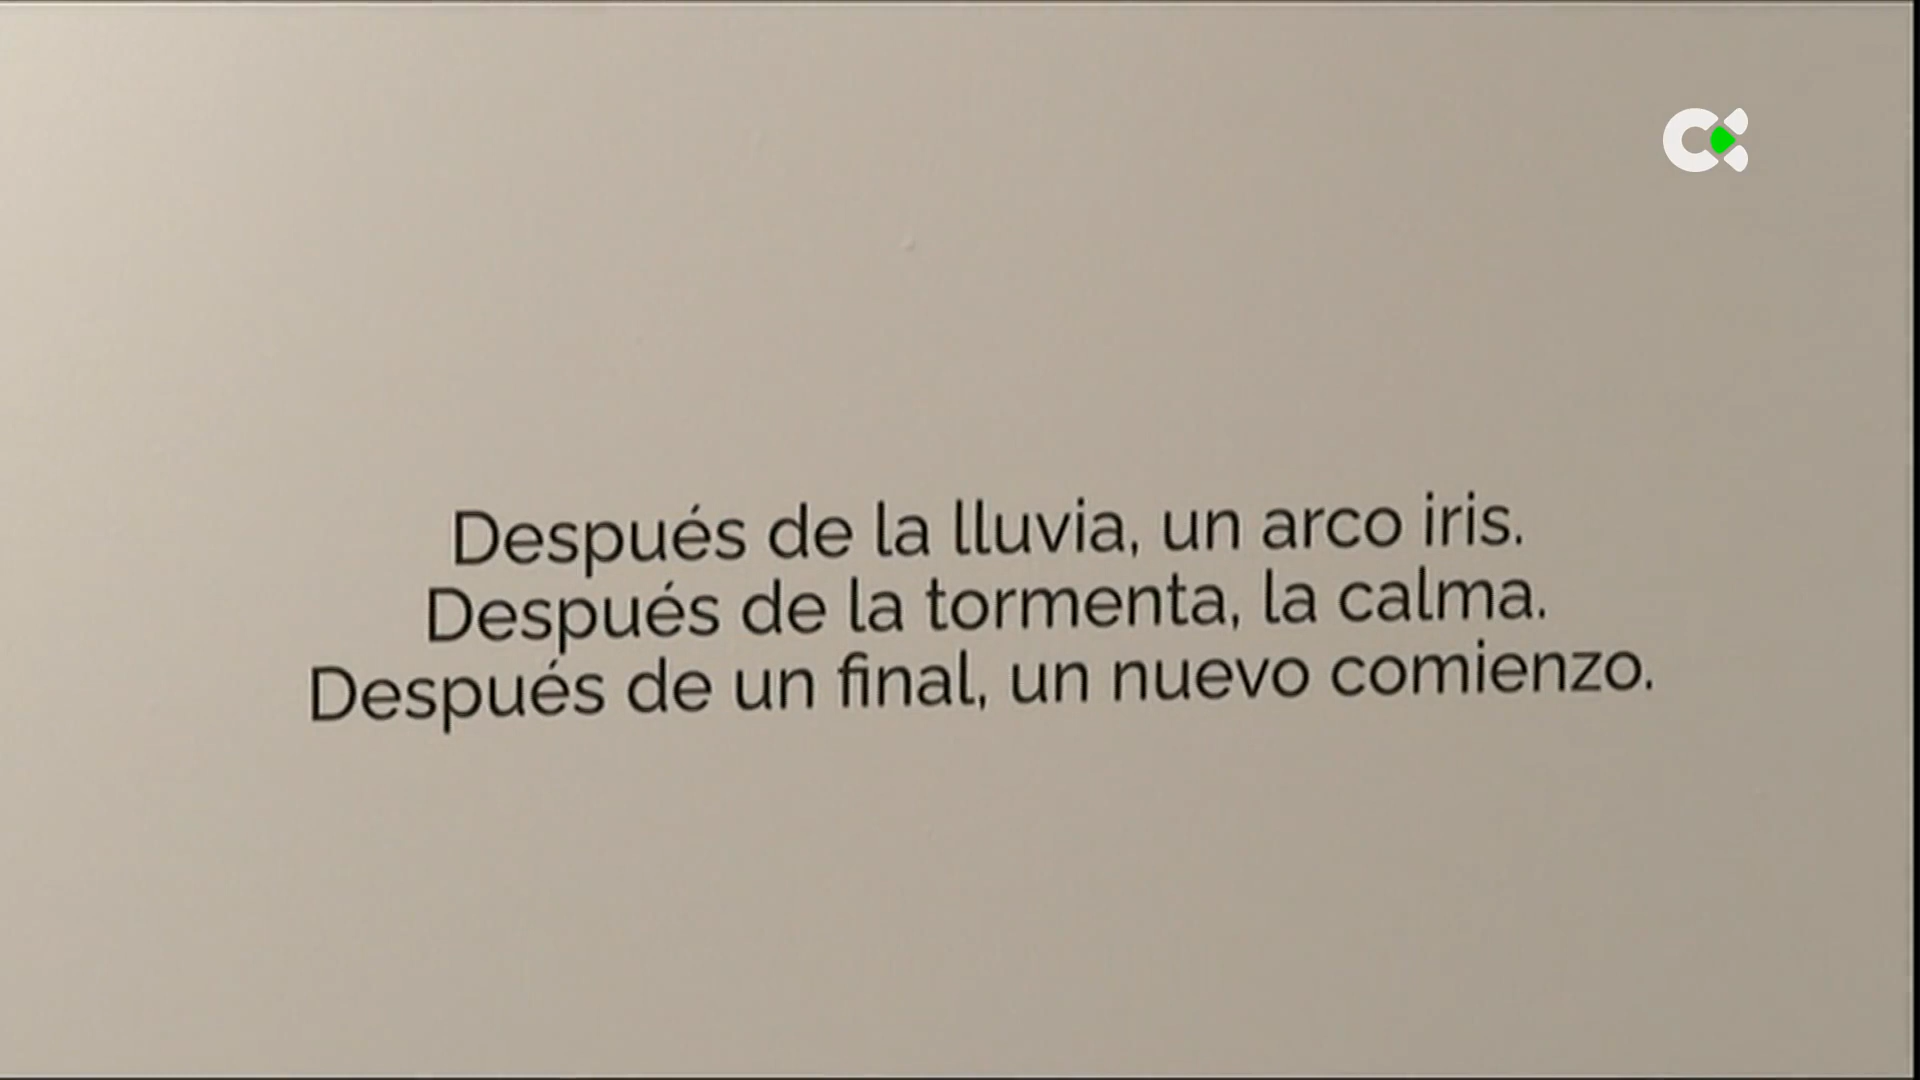 Después de la lluvia, un arco iris.
Después de la tormenta, la calma.
Después de un final, un nuevo comienzo.